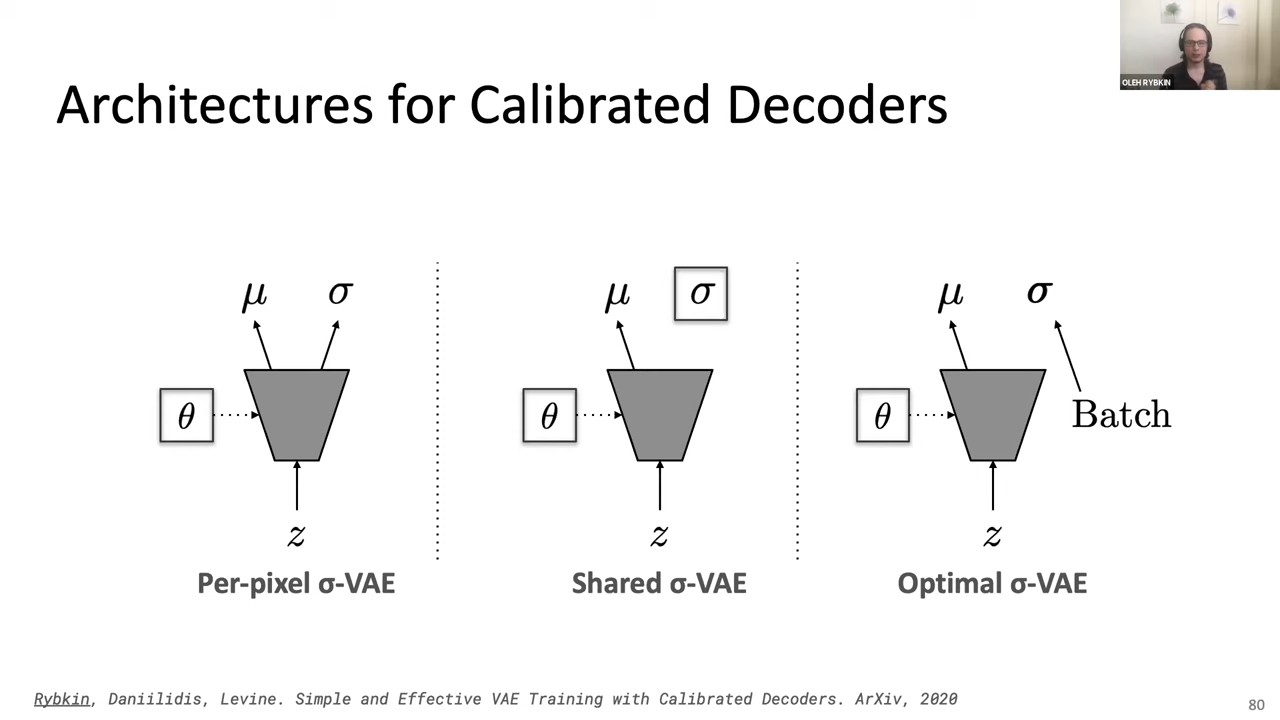 OLEH RYBKIN
Architectures for Calibrated Decoders
μ σ
θ
z
Per-pixel σ-VAE
μ σ
θ
z
Shared σ-VAE
μ σ
θ
Batch
z
Optimal σ-VAE
Rybkin, Daniilidis, Levine. Simple and Effective VAE Training with Calibrated Decoders. ArXiv, 2020
80